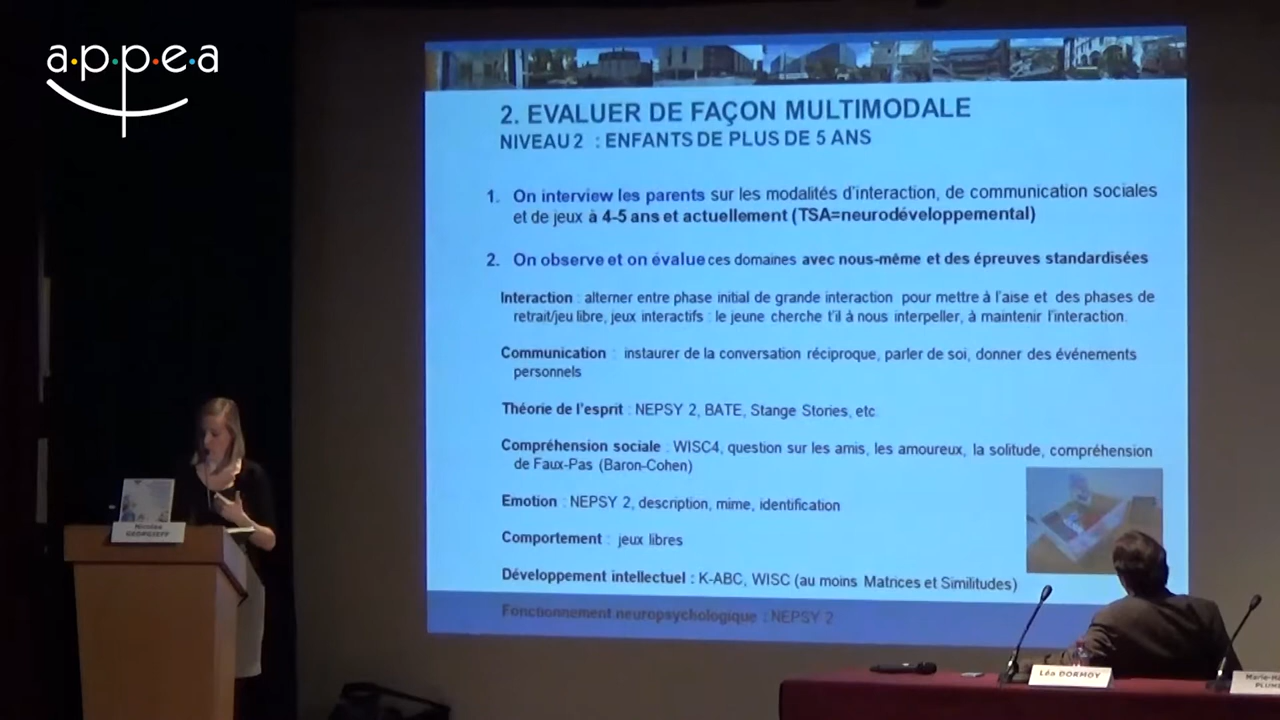 a·p·p·e·a
2. EVALUER DE FAÇON MULTIMODALE
NIVEAU 2 : ENFANTS DE PLUS DE 5 ANS
1. On interview les parents sur les modalités d'interaction, de communication sociales
et de jeux à 4-5 ans et actuellement (TSA=neurodéveloppemental)
2. On observe et on évalue ces domaines avec nous-même et des épreuves standardisées
Interaction : alterner entre phase initial de grande interaction pour mettre à l'aise et des phases de
retrait/jeu libre, jeux interactifs : le jeune cherche t'il à nous interpeller, à maintenir l'interaction.
Communication : instaurer de la conversation réciproque, parler de soi, donner des événements
personnels
Théorie de l'esprit : NEPSY 2, BATE, Stange Stories, etc
Compréhension sociale : WISC4, question sur les amis, les amoureux, la solitude, compréhension
de Faux-Pas (Baron-Cohen)
Emotion : NEPSY 2, description, mime, identification
Comportement : jeux libres
Développement intellectuel : K-ABC, WISC (au moins Matrices et Similitudes)
Fonctionnement neuropsychologique : NEPSY 2
Nicolas
GEORGIEFF
Léa DORMOY